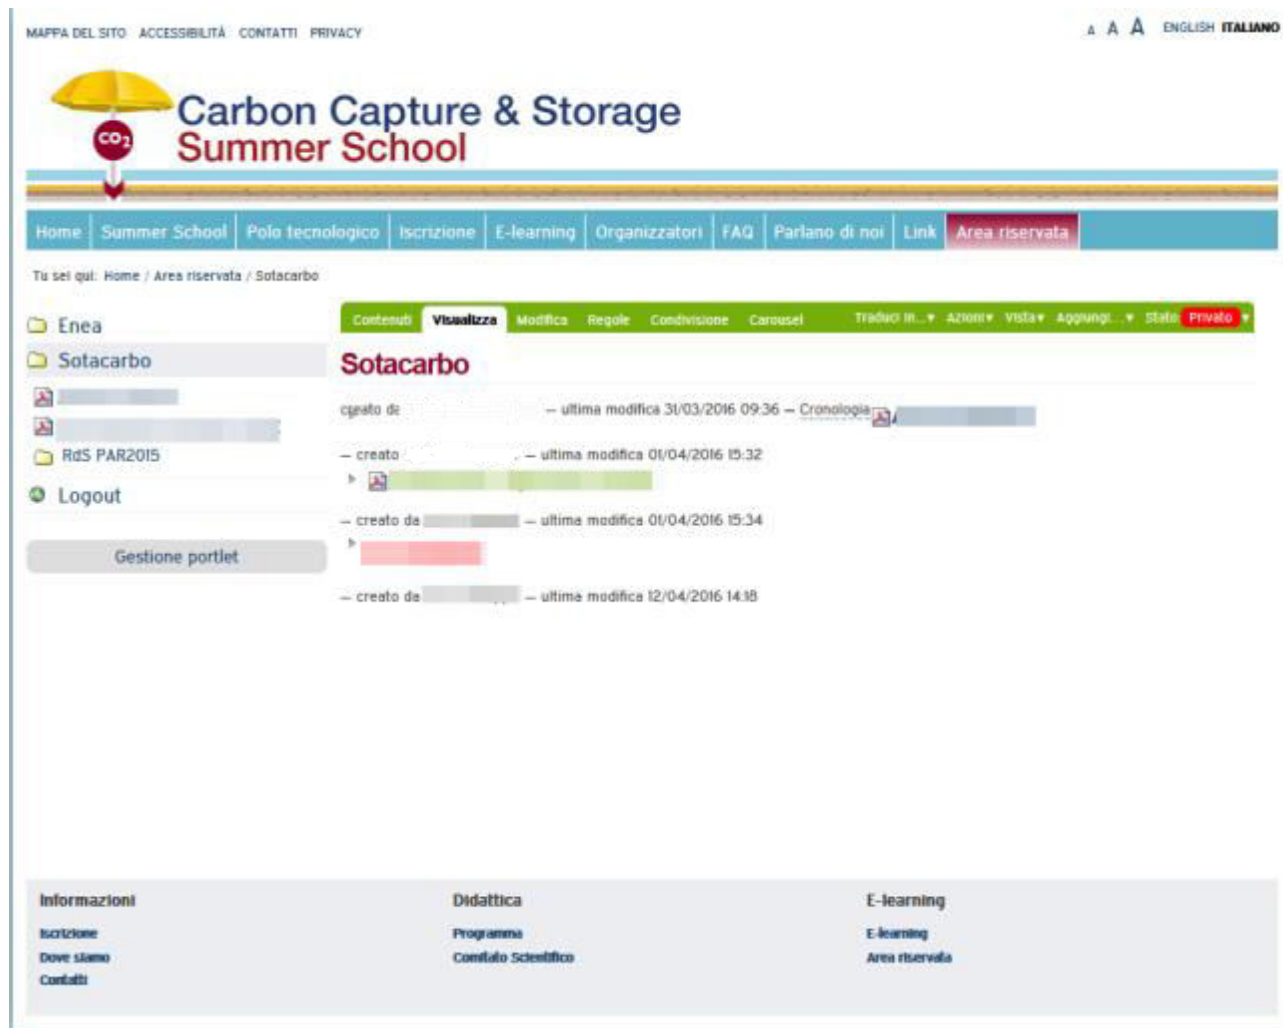 MAPPA DEL SITO ACCESSIBILITÀ CONTATTI PRIVACY
A A A ENGLISH ITALIANO
CO2
Carbon Capture & Storage
Summer School
Home Summer School Polo tecnologico Iscrizione E-learning Organizzatori FAQ Parlano di noi Link Area riservata
Tu sei qui: Home / Area riservata / Sotacarbo
Enea
Sotacarbo
RdS PAR2015
Logout
Gestione portlet
Contenuti Visualizza Modifica Regole Condivisione Carousel Traduci in...▾ Azioni▾ Vista▾ Aggiungi...▾ Stato: Privato ▾
Sotacarbo
creato da — ultima modifica 31/03/2016 09:36 — Cronologia
— creato — ultima modifica 01/04/2016 15:32
— creato da — ultima modifica 01/04/2016 15:34
— creato da — ultima modifica 12/04/2016 14:18
Informazioni
Iscrizione
Dove siamo
Contatti
Didattica
Programma
Comitato Scientifico
E-learning
E-learning
Area riservata